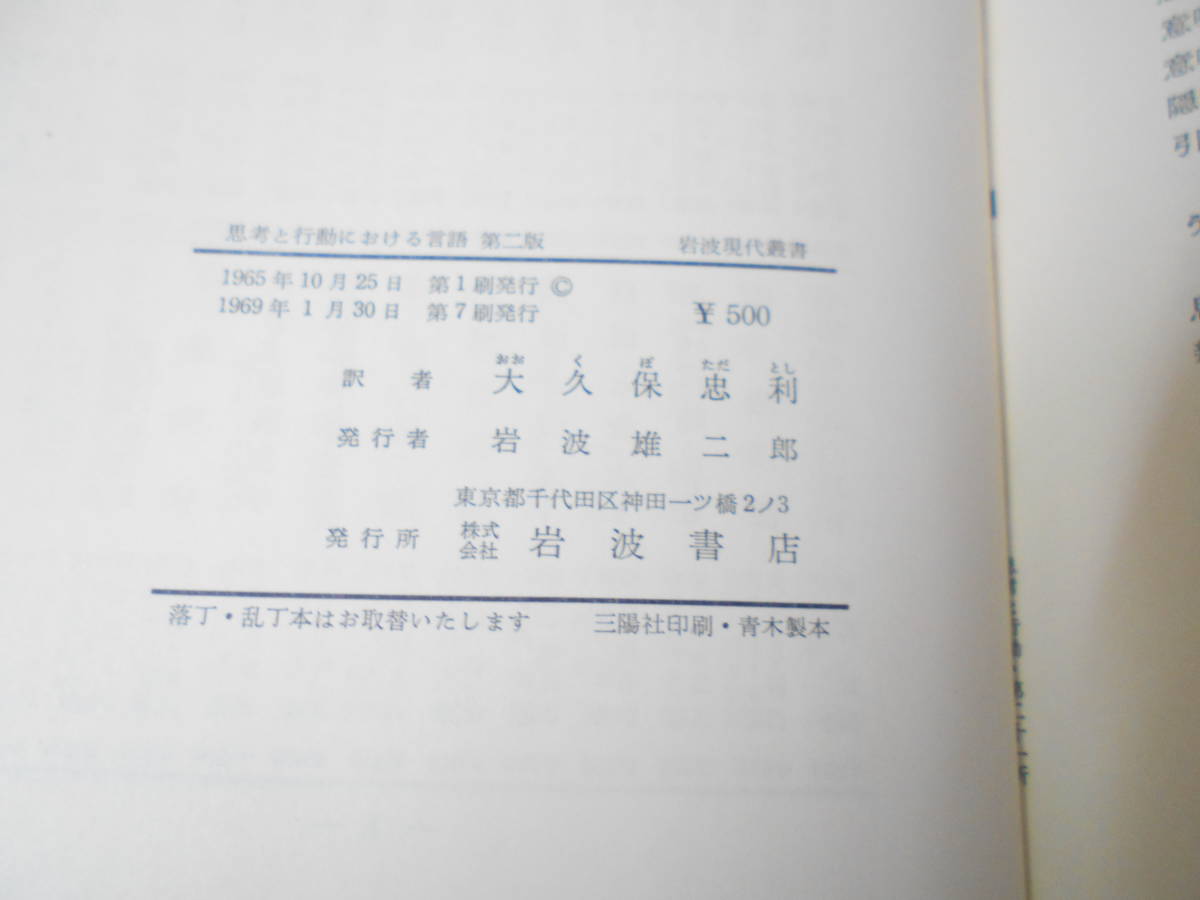 思考と行動における言語 第二版 岩波現代叢書
1965年10月25日 第1刷発行 ©
1969年 1 月30日 第7刷発行 ¥ 500
おお く ぼ ただ とし
訳者 大久保忠利
発行者 岩波雄二郎
東京都千代田区神田一ツ橋2ノ3
発行所 株式会社 岩波書店
落丁・乱丁本はお取替いたします 三陽社印刷・青木製本